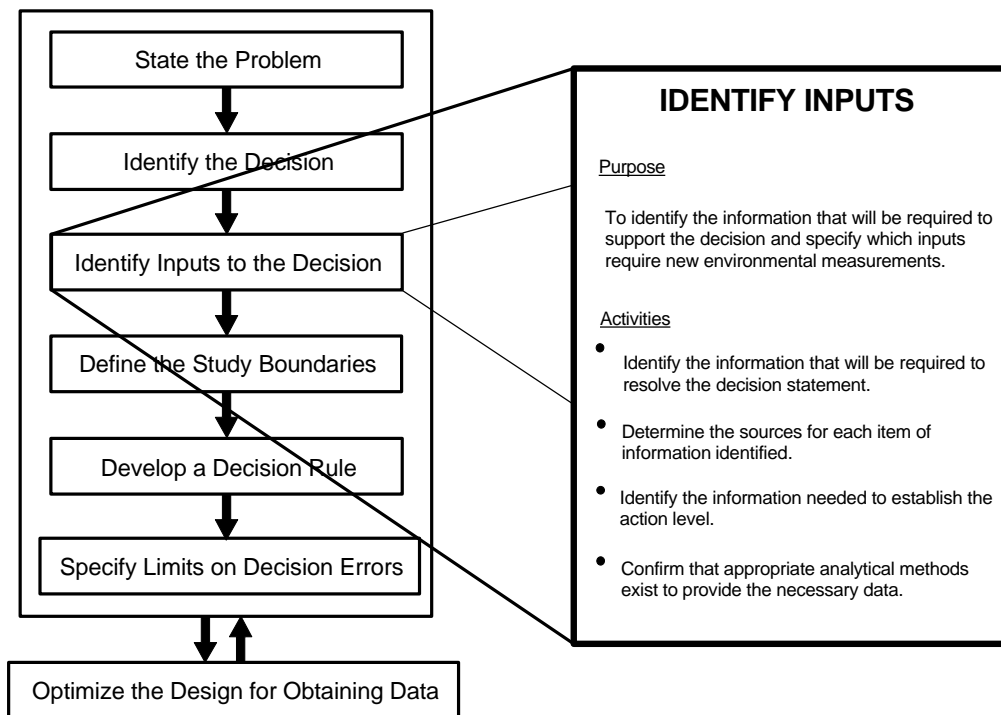 State the Problem
Identify the Decision
Identify Inputs to the Decision
Define the Study Boundaries
Develop a Decision Rule
Specify Limits on Decision Errors
Optimize the Design for Obtaining Data
IDENTIFY INPUTS
Purpose
To identify the information that will be required to
support the decision and specify which inputs
require new environmental measurements.
Activities
• Identify the information that will be required to
resolve the decision statement.
• Determine the sources for each item of
information identified.
• Identify the information needed to establish the
action level.
• Confirm that appropriate analytical methods
exist to provide the necessary data.